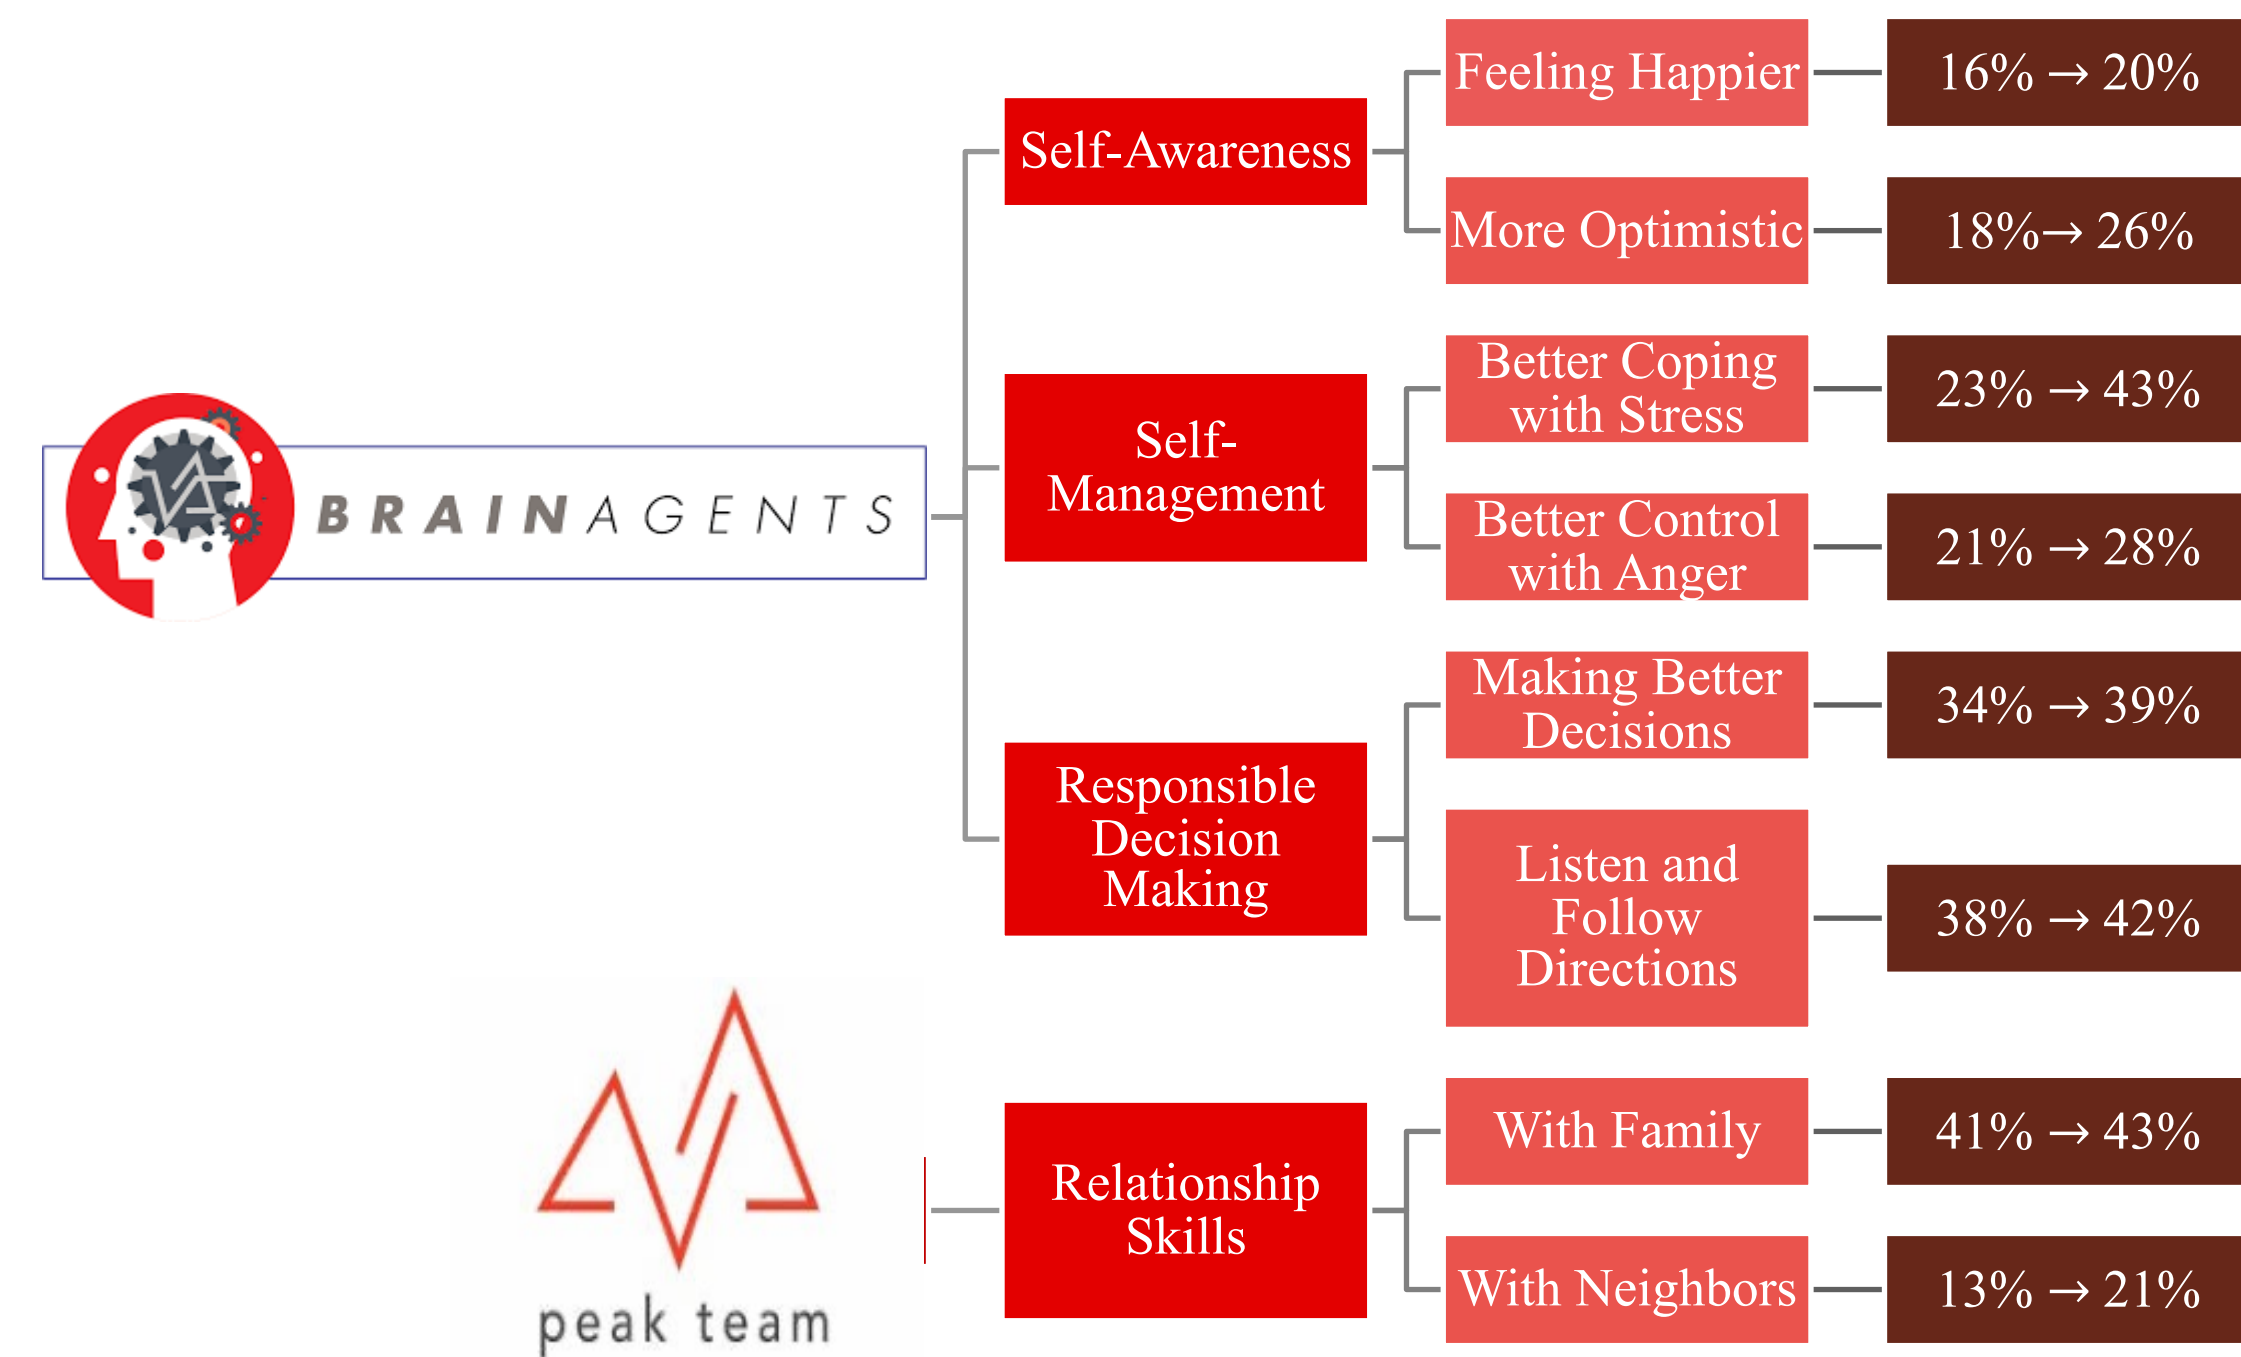 BRAINAGENTS
Self-Awareness
Feeling Happier
16% → 20%
More Optimistic
18%→ 26%
Self-
Management
Better Coping
with Stress
23% → 43%
Better Control
with Anger
21% → 28%
Responsible
Decision
Making
Making Better
Decisions
34% → 39%
Listen and
Follow
Directions
38% → 42%
peak team
Relationship
Skills
With Family
41% → 43%
With Neighbors
13% → 21%